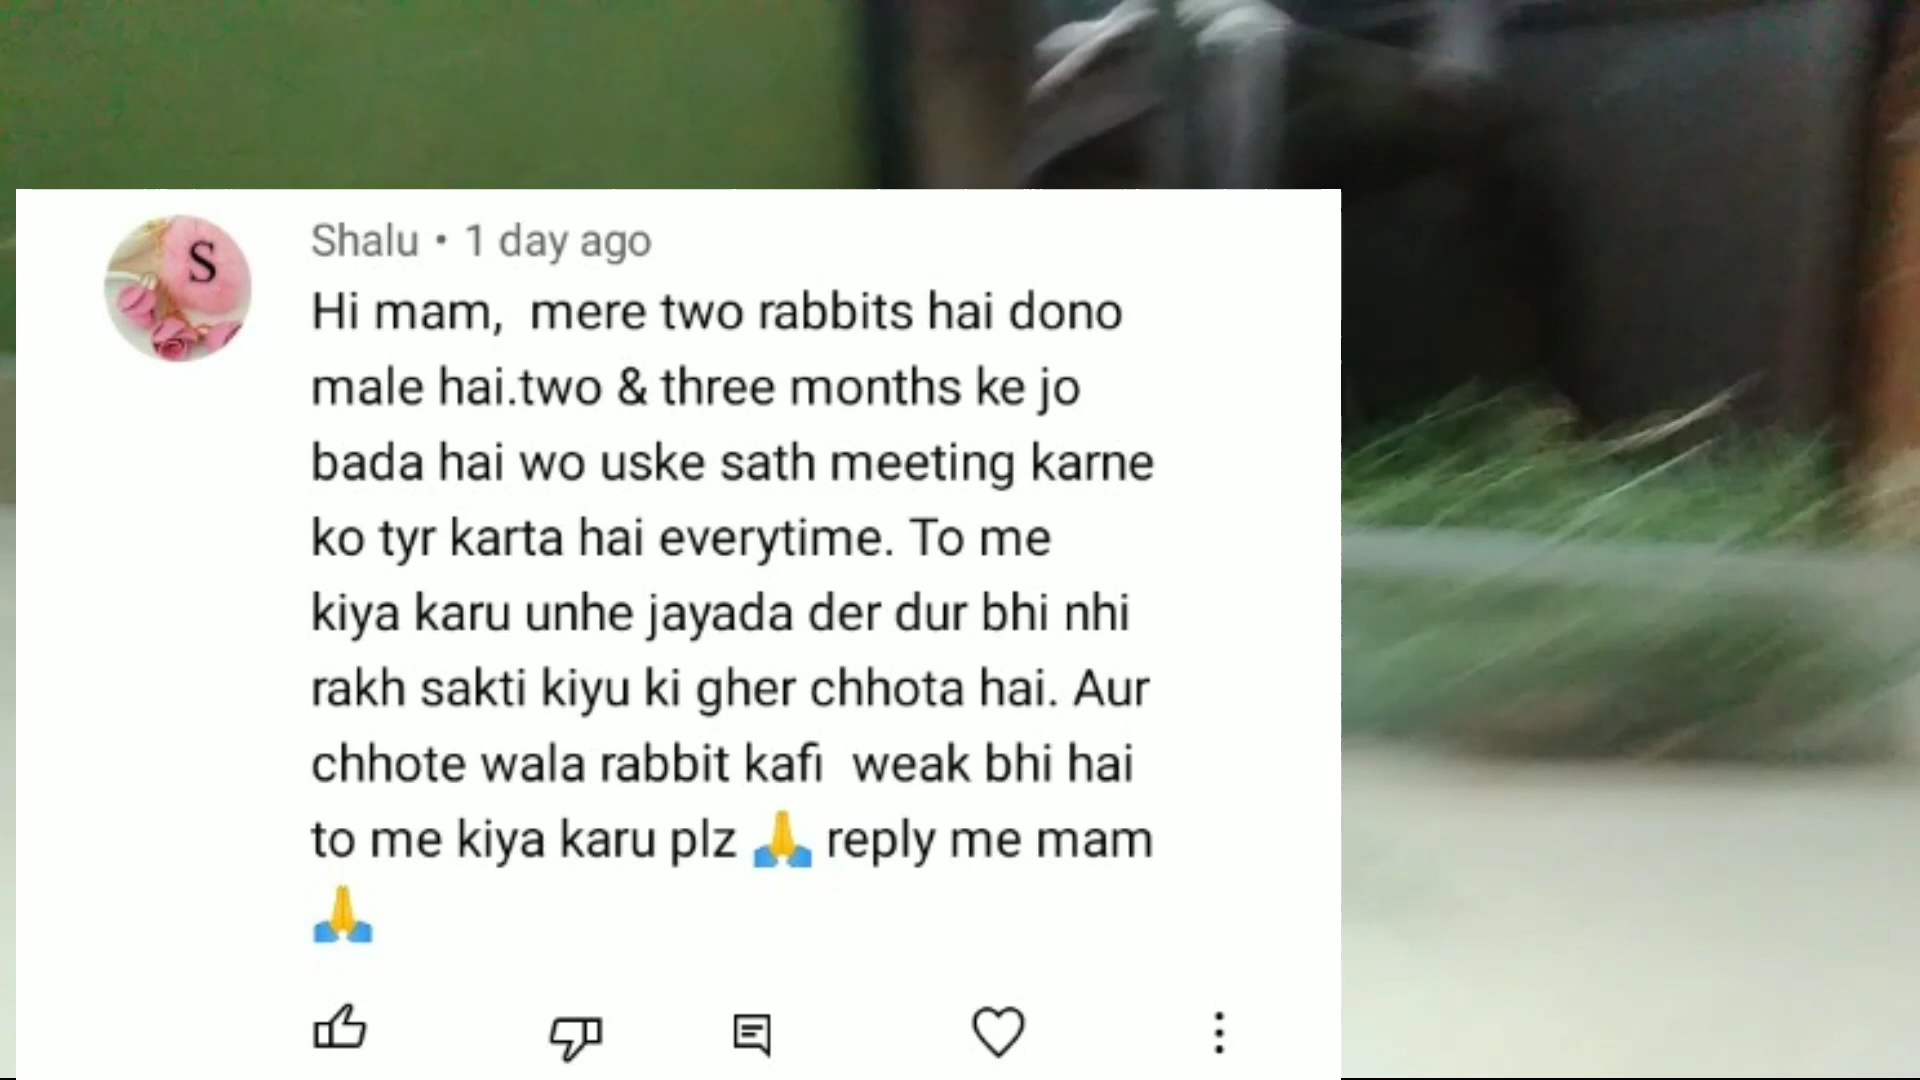 S
Shalu • 1 day ago
Hi mam, mere two rabbits hai dono
male hai.two & three months ke jo
bada hai wo uske sath meeting karne
ko tyr karta hai everytime. To me
kiya karu unhe jayada der dur bhi nhi
rakh sakti kiyu ki gher chhota hai. Aur
chhote wala rabbit kafi weak bhi hai
to me kiya karu plz 🙏 reply me mam
🙏